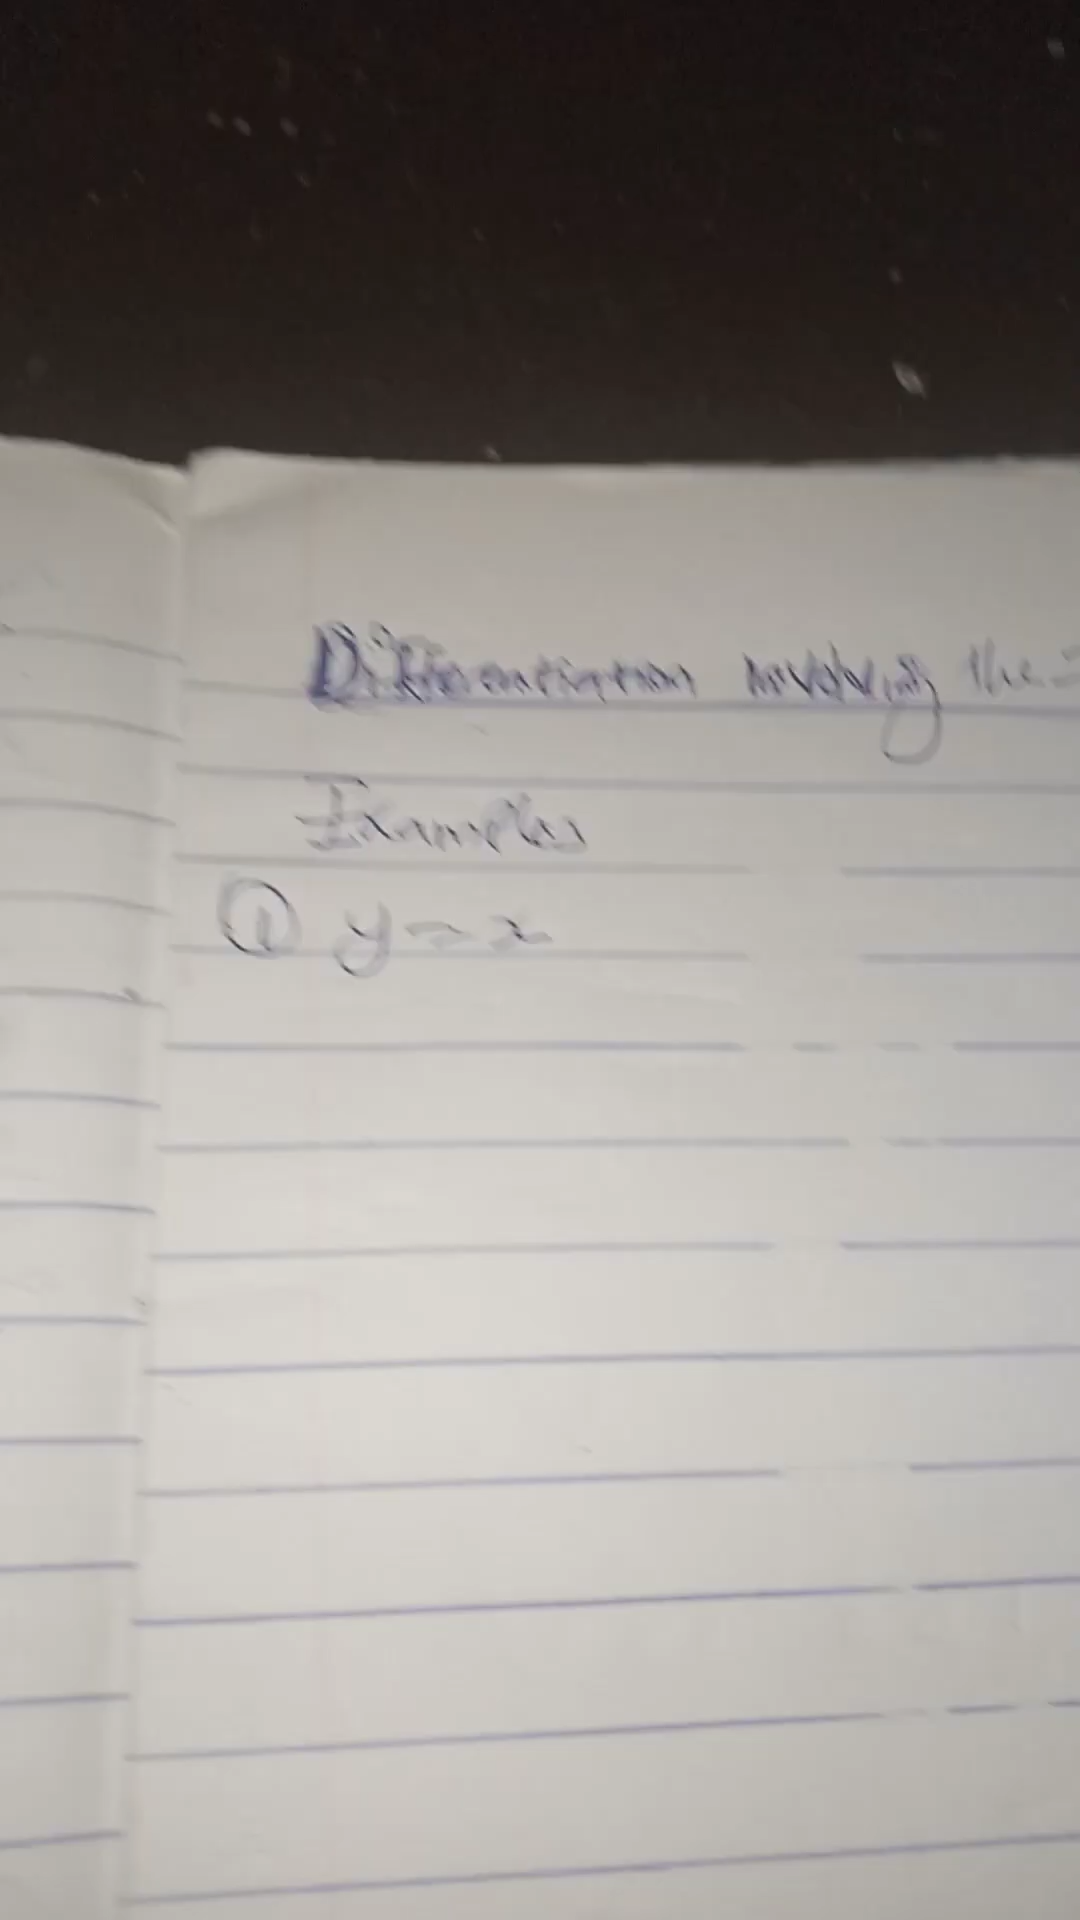 Differentiation involving the
Examples
① y = x